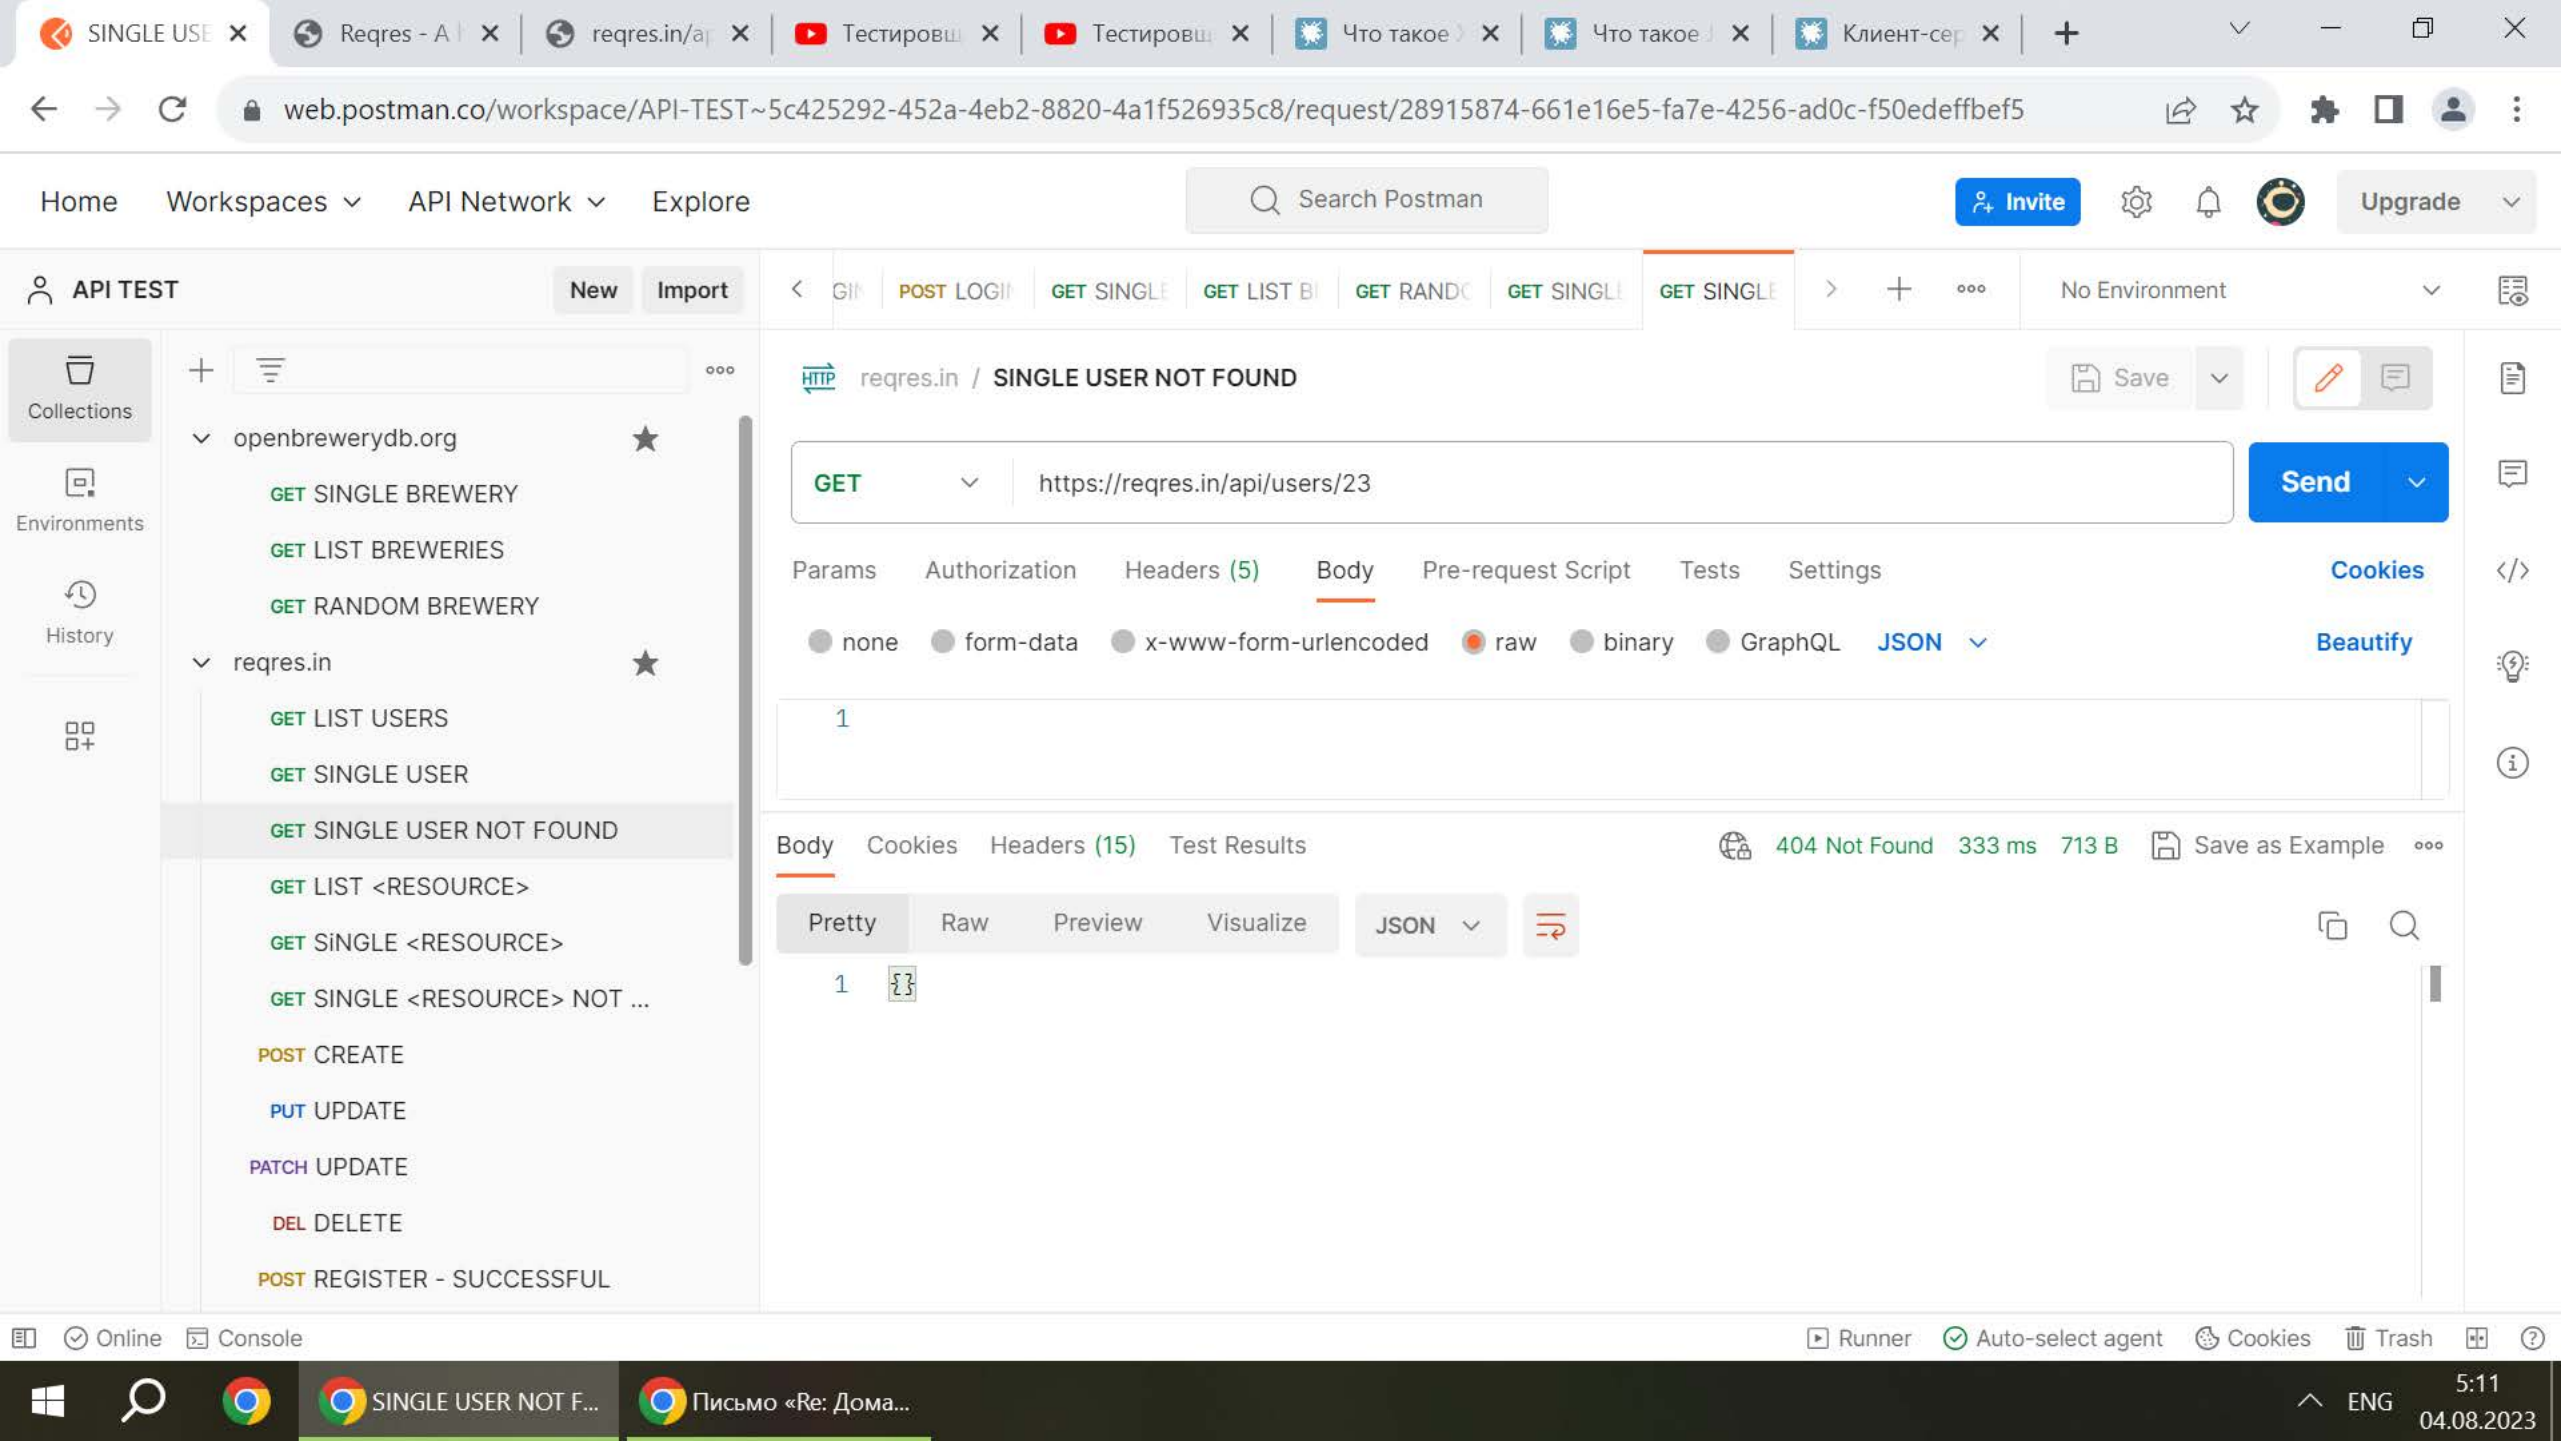 SINGLE USE
Reqres - A
reqres.in/ap
Тестировщ
Тестировщ
Что такое
Что такое
Клиент-сер
web.postman.co/workspace/API-TEST~5c425292-452a-4eb2-8820-4a1f526935c8/request/28915874-661e16e5-fa7e-4256-ad0c-f50edeffbef5
Home Workspaces API Network Explore Search Postman Invite Upgrade
API TEST New Import
GIN POST LOGI GET SINGLE GET LIST B GET RAND GET SINGL GET SINGLE No Environment
Collections
Environments
History
openbrewerydb.org
GET SINGLE BREWERY
GET LIST BREWERIES
GET RANDOM BREWERY
reqres.in
GET LIST USERS
GET SINGLE USER
GET SINGLE USER NOT FOUND
GET LIST <RESOURCE>
GET SiNGLE <RESOURCE>
GET SINGLE <RESOURCE> NOT ...
POST CREATE
PUT UPDATE
PATCH UPDATE
DEL DELETE
POST REGISTER - SUCCESSFUL
HTTP reqres.in / SINGLE USER NOT FOUND Save
GET https://reqres.in/api/users/23 Send
Params Authorization Headers (5) Body Pre-request Script Tests Settings Cookies
none form-data x-www-form-urlencoded raw binary GraphQL JSON Beautify
1
Body Cookies Headers (15) Test Results 404 Not Found 333 ms 713 B Save as Example
Pretty Raw Preview Visualize JSON
1 {}
Online Console Runner Auto-select agent Cookies Trash
SINGLE USER NOT F...
Письмо «Re: Дома...
ENG
5:11
04.08.2023